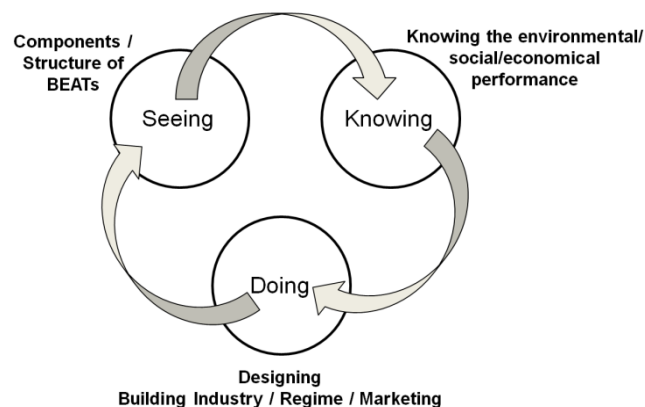 Components /
Structure of
BEATs
Knowing the environmental/
social/economical
performance
Seeing
Knowing
Doing
Designing
Building Industry / Regime / Marketing